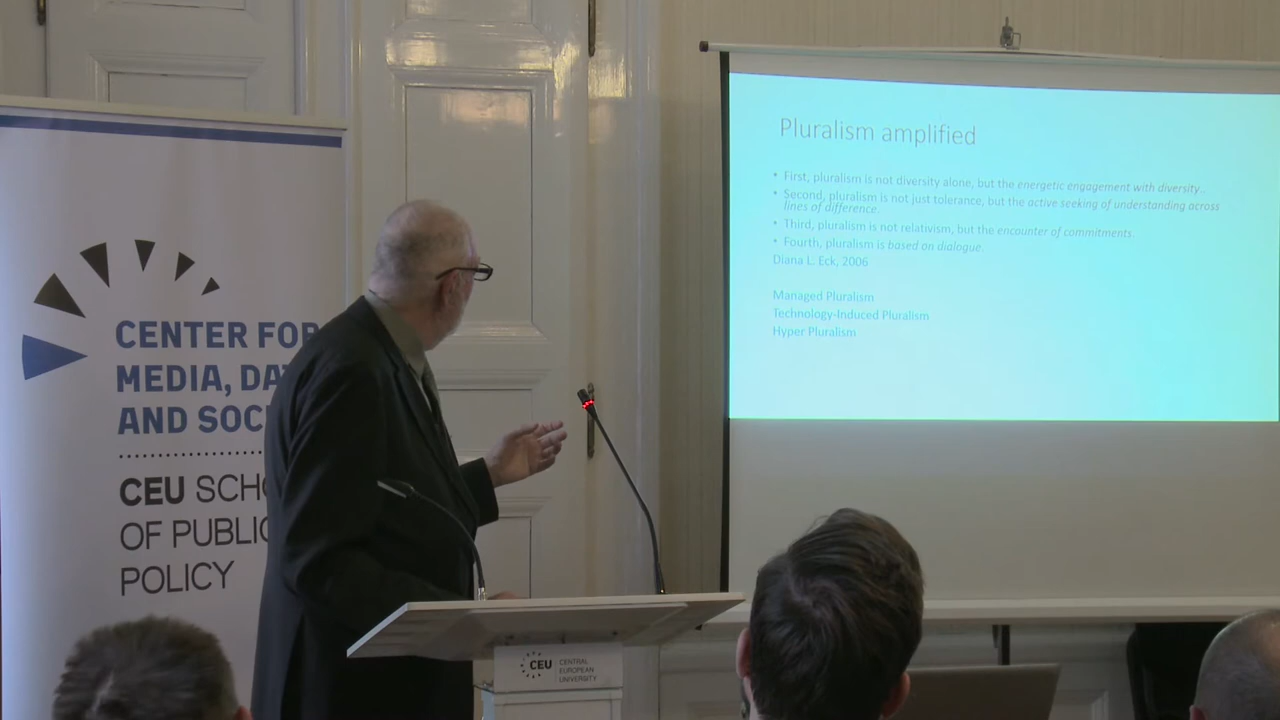 CENTER FOR
MEDIA, DA
AND SOC
CEU SCH
OF PUBLIC
POLICY
CEU CENTRAL
EUROPEAN
UNIVERSITY
Pluralism amplified
• First, pluralism is not diversity alone, but the energetic engagement with diversity.
• Second, pluralism is not just tolerance, but the active seeking of understanding across
lines of difference.
• Third, pluralism is not relativism, but the encounter of commitments.
• Fourth, pluralism is based on dialogue.
Diana L. Eck, 2006
Managed Pluralism
Technology-Induced Pluralism
Hyper Pluralism